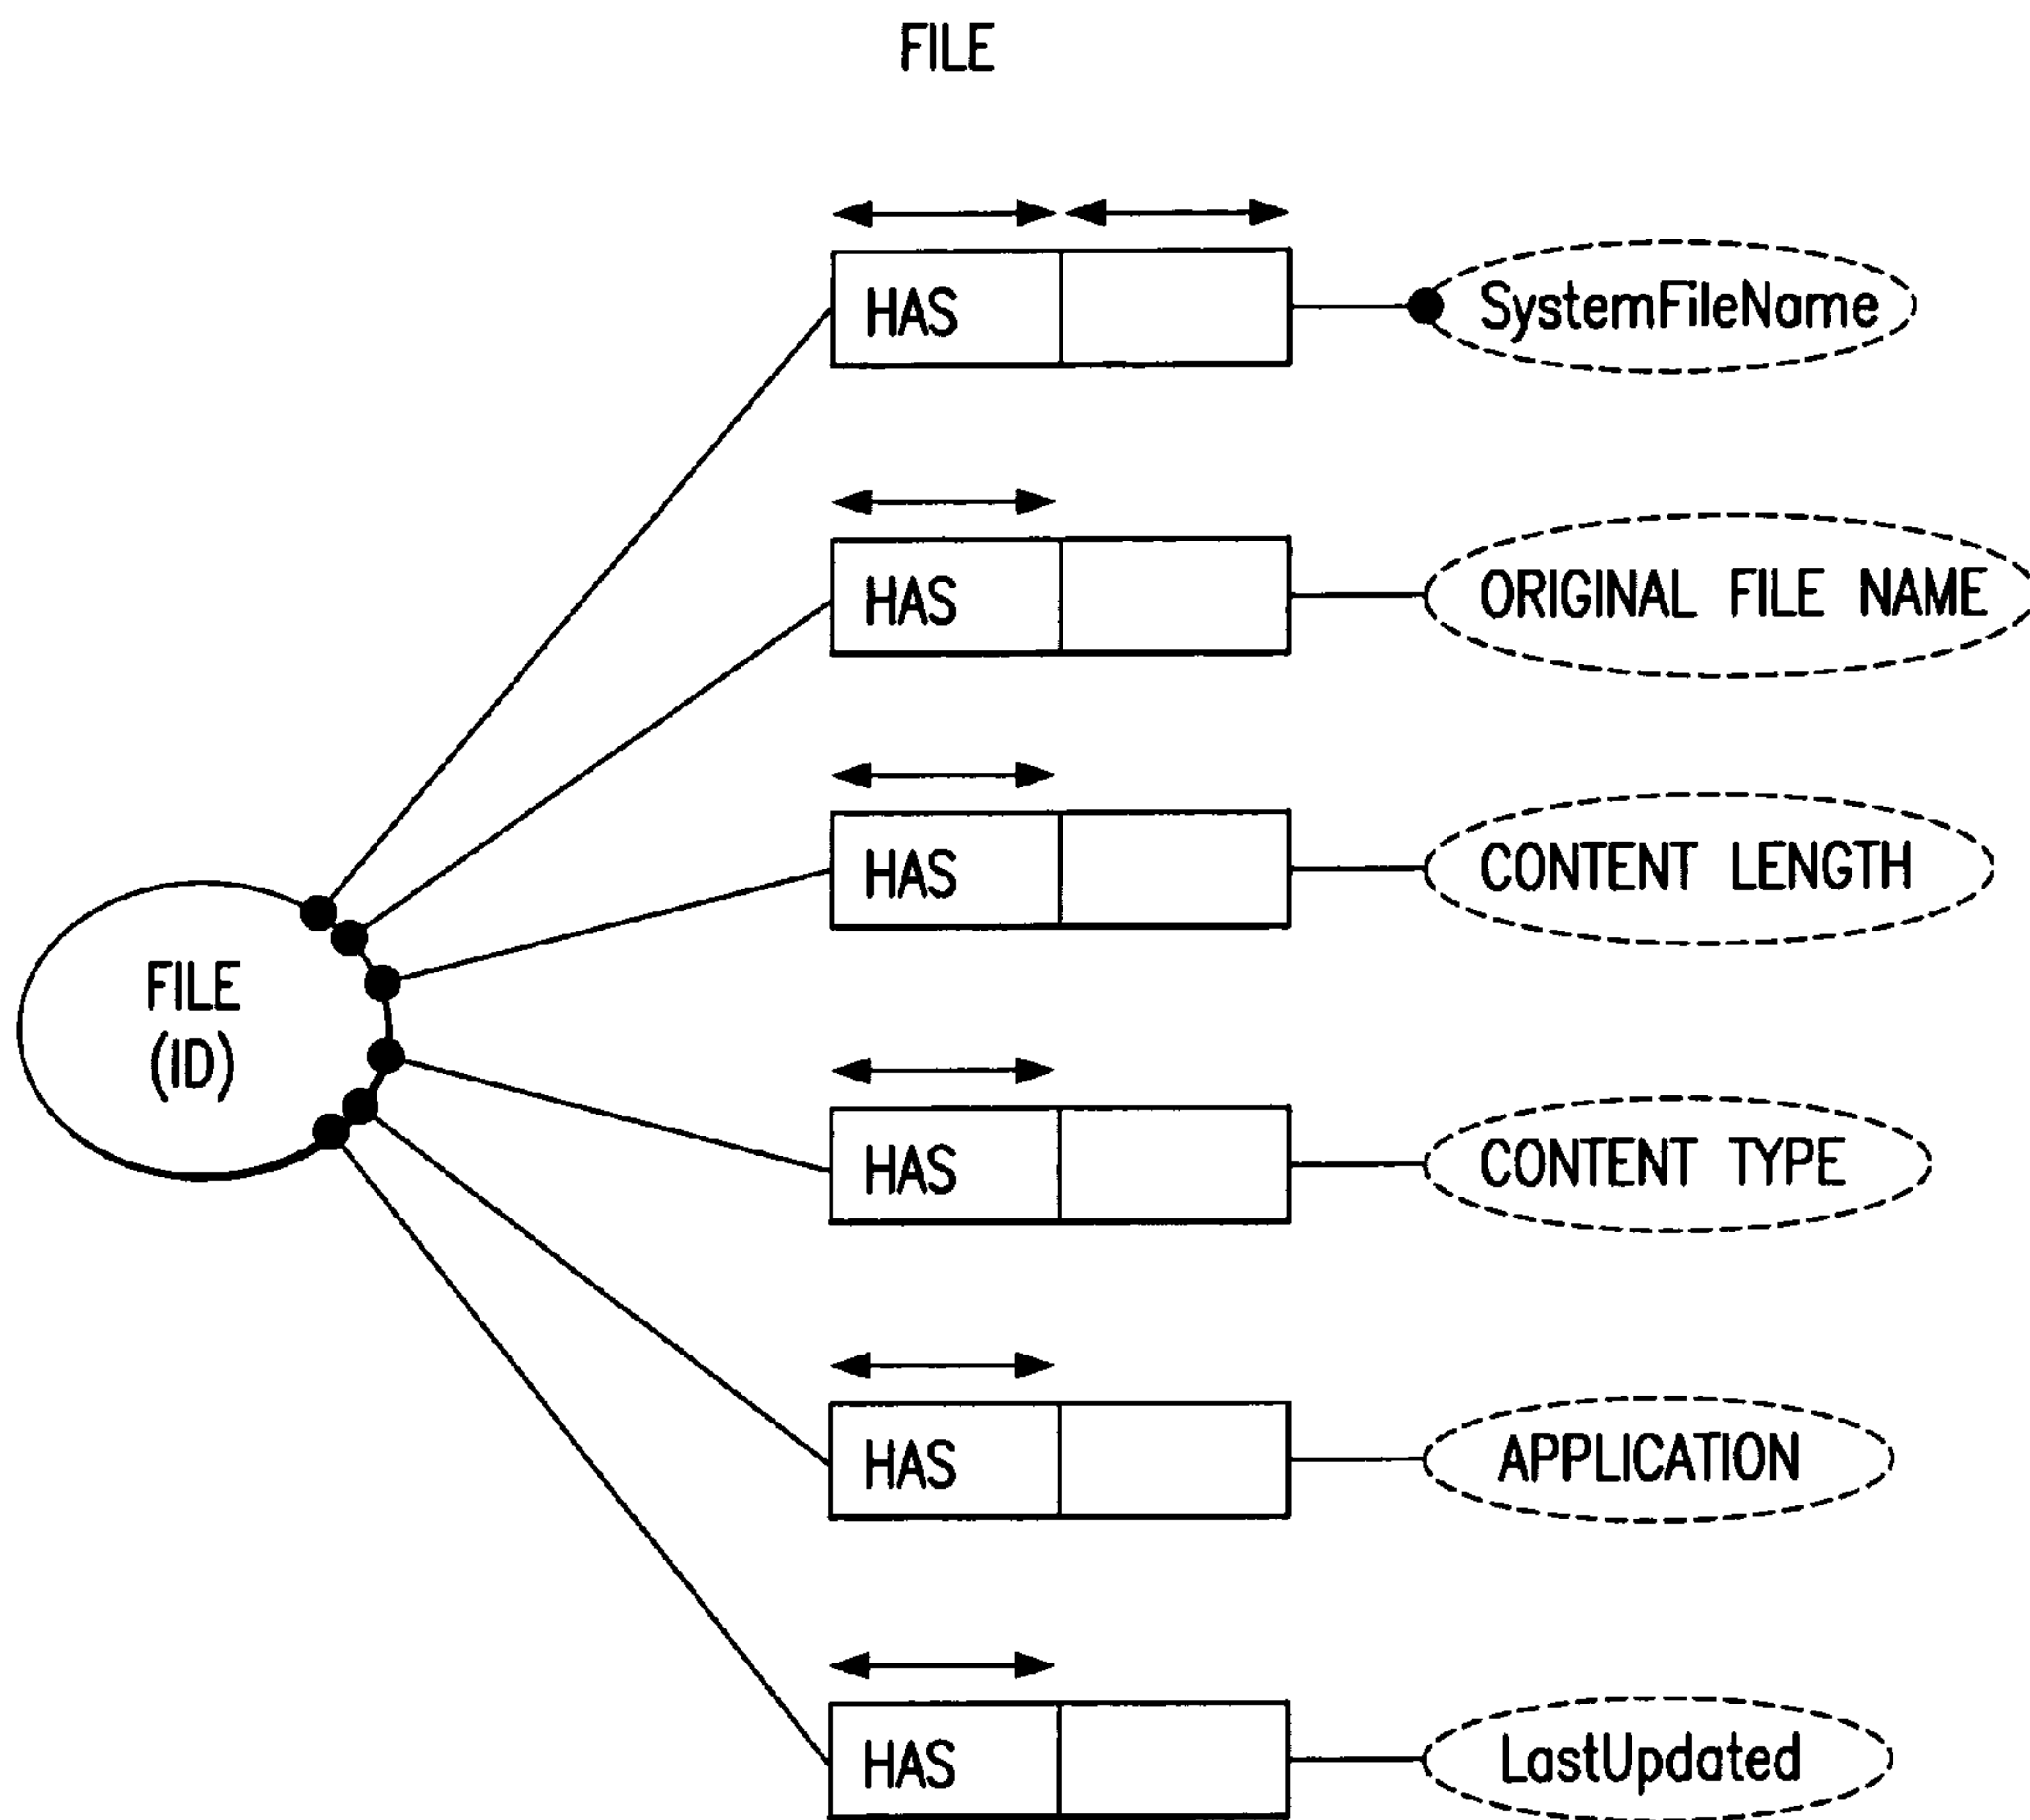 FILE
HAS
SystemFileName
HAS
ORIGINAL FILE NAME
HAS
CONTENT LENGTH
FILE
(ID)
HAS
CONTENT TYPE
HAS
APPLICATION
HAS
LastUpdated